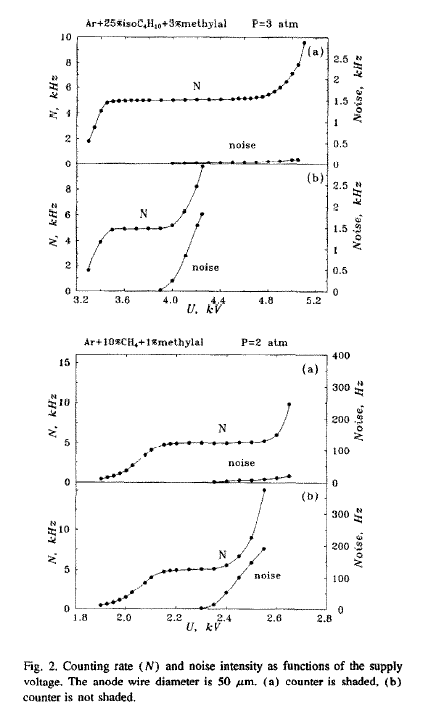 Ar+25%isoC₄H₁₀+3%methylal P=3 atm
10
8
6
4
2
0
N, kHz
(a)
N
noise
2.5
2
1.5
1
0.5
0
Noise, kHz
8
6
4
2
0
N, kHz
(b)
N
noise
2.5
2
1.5
1
0.5
0
Noise, kHz
3.2 3.6 4.0 4.4 4.8 5.2
U, kV
Ar+10%CH₄+1%methylal P=2 atm
15
10
5
0
N, kHz
(a)
N
noise
400
300
200
100
0
Noise, Hz
10
5
0
N, kHz
(b)
N
noise
300
200
100
0
Noise, Hz
1.8 2.0 2.2 2.4 2.6 2.8
U, kV
Fig. 2. Counting rate (N) and noise intensity as functions of the supply
voltage. The anode wire diameter is 50 μm. (a) counter is shaded, (b)
counter is not shaded.